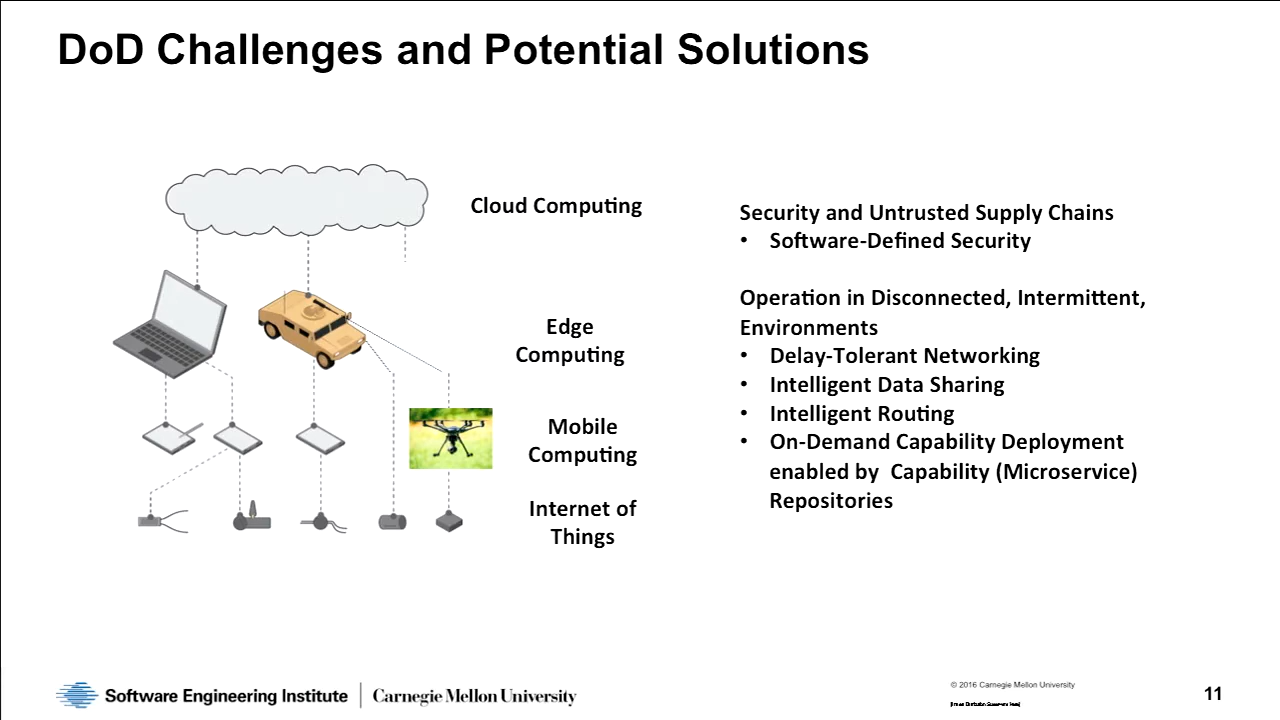 DoD Challenges and Potential Solutions
Cloud Computing
Edge
Computing
Mobile
Computing
Internet of
Things
Security and Untrusted Supply Chains
• Software-Defined Security
Operation in Disconnected, Intermittent,
Environments
• Delay-Tolerant Networking
• Intelligent Data Sharing
• Intelligent Routing
• On-Demand Capability Deployment
enabled by Capability (Microservice)
Repositories
Software Engineering Institute
Carnegie Mellon University
© 2016 Carnegie Mellon University
11